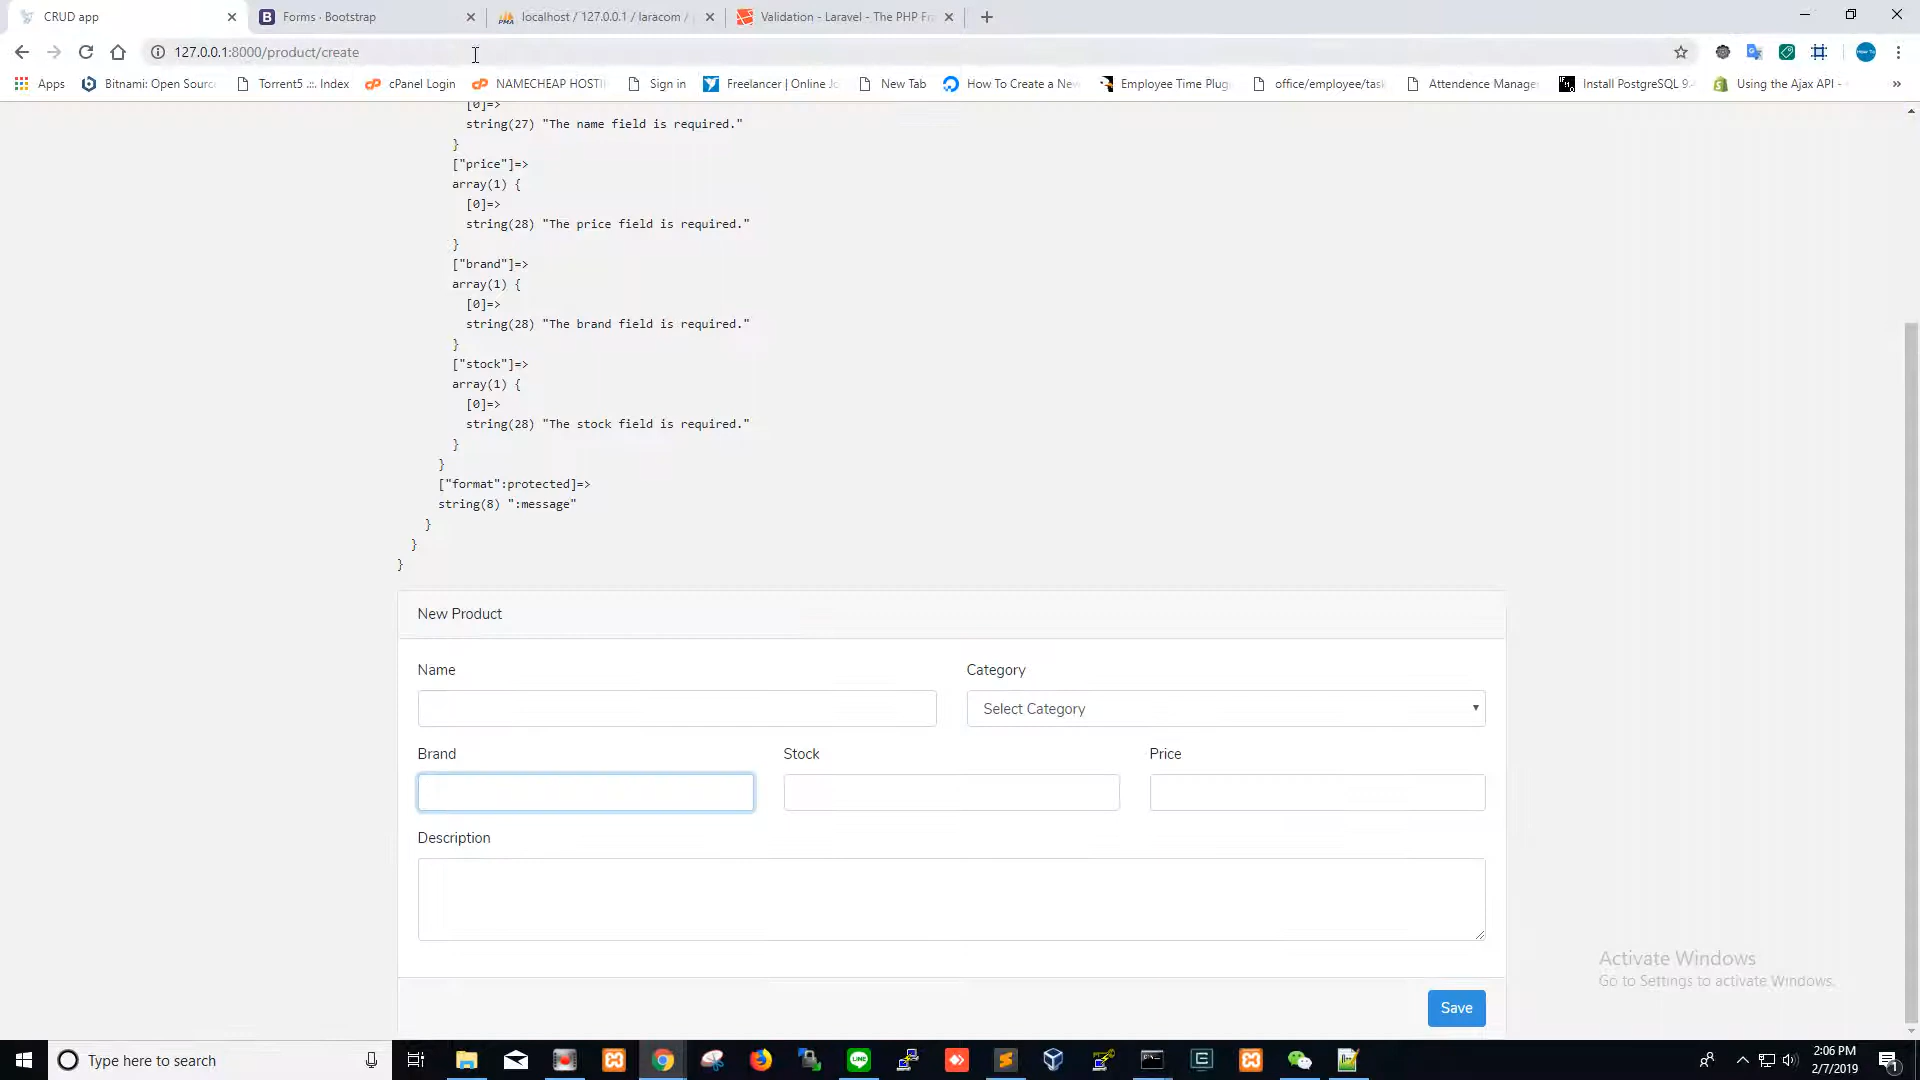 CRUD app
Forms · Bootstrap
localhost / 127.0.0.1 / laracom /
Validation - Laravel - The PHP Fr
127.0.0.1:8000/product/create
Apps
Bitnami: Open Sourc
Torrent5 .:. Index
cPanel Login
NAMECHEAP HOSTI
Sign in
Freelancer | Online Jo
New Tab
How To Create a New
Employee Time Plug
office/employee/task
Attendence Manager
Install PostgreSQL 9.
Using the Ajax API -
»
[0]=>
string(27) "The name field is required."
}
["price"]=>
array(1) {
[0]=>
string(28) "The price field is required."
}
["brand"]=>
array(1) {
[0]=>
string(28) "The brand field is required."
}
["stock"]=>
array(1) {
[0]=>
string(28) "The stock field is required."
}
}
["format":protected]=>
string(8) ":message"
}
}
}
New Product
Name
Category
Select Category
Brand
Stock
Price
Description
Activate Windows
Go to Settings to activate Windows.
Save
Type here to search
2:06 PM
2/7/2019